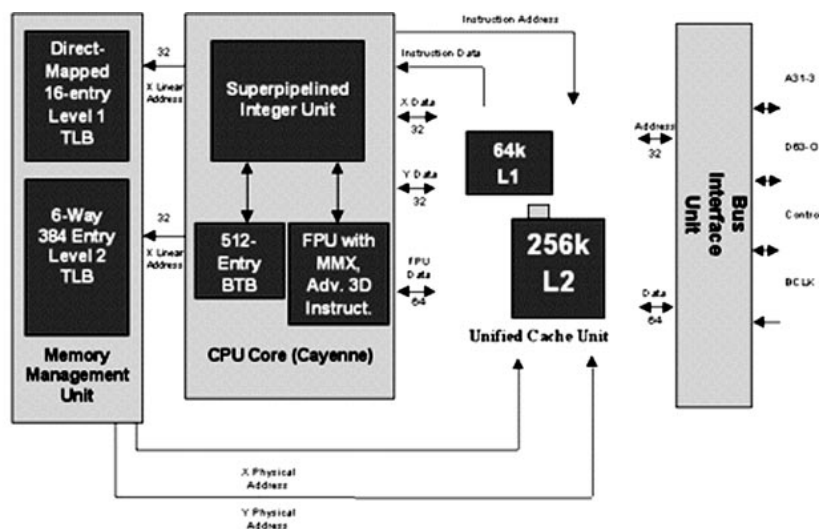 Direct-
Mapped
16-entry
Level 1
TLB
6-Way
384 Entry
Level 2
TLB
Memory
Management
Unit
32
X Linear
Address
32
X Linear
Address
Superpipelined
Integer Unit
512-
Entry
BTB
FPU with
MMX,
Adv. 3D
Instruct.
CPU Core (Cayenne)
Instruction Address
Instruction Data
X Data
32
Y Data
32
FPU
Data
64
64k
L1
256k
L2
Unified Cache Unit
Address
32
Data
64
Bus
Interface
Unit
A31-3
D63-0
Control
BCLK
X Physical
Address
Y Physical
Address